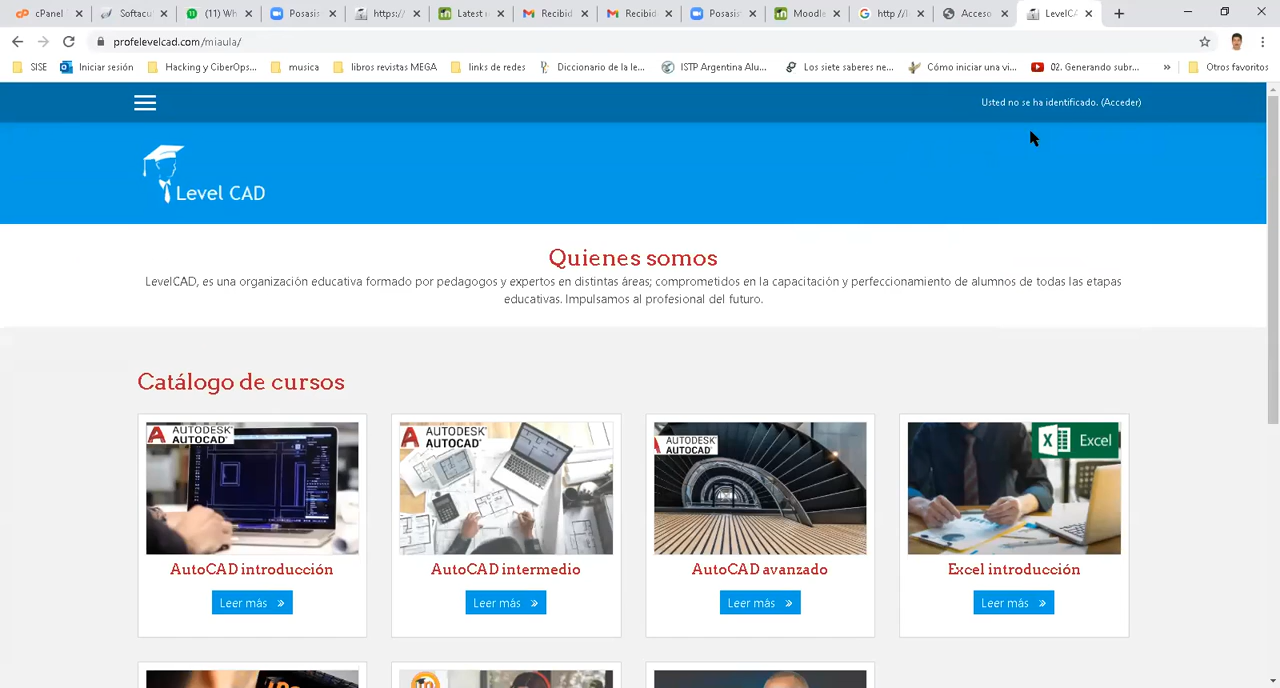 cPanel
Softacu
(11) Wh
Posasis
https:/
Latest r
Recibid
Recibid
Posasis
Moodle
http://l
Acceso
LevelCA
profelevelcad.com/miaula/
SISE
Iniciar sesión
Hacking y CiberOps...
musica
libros revistas MEGA
links de redes
Diccionario de la le...
ISTP Argentina Alu...
Los siete saberes ne...
Cómo iniciar una vi...
02. Generando subr...
»
Otros favoritos
Usted no se ha identificado. (Acceder)
Level CAD
Quienes somos
LevelCAD, es una organización educativa formado por pedagogos y expertos en distintas áreas; comprometidos en la capacitación y perfeccionamiento de alumnos de todas las etapas
educativas. Impulsamos al profesional del futuro.
Catálogo de cursos
AUTODESK
AUTOCAD
AutoCAD introducción
Leer más »
AUTODESK
AUTOCAD
AutoCAD intermedio
Leer más »
AUTODESK
AUTOCAD
AutoCAD avanzado
Leer más »
Excel
Excel introducción
Leer más »